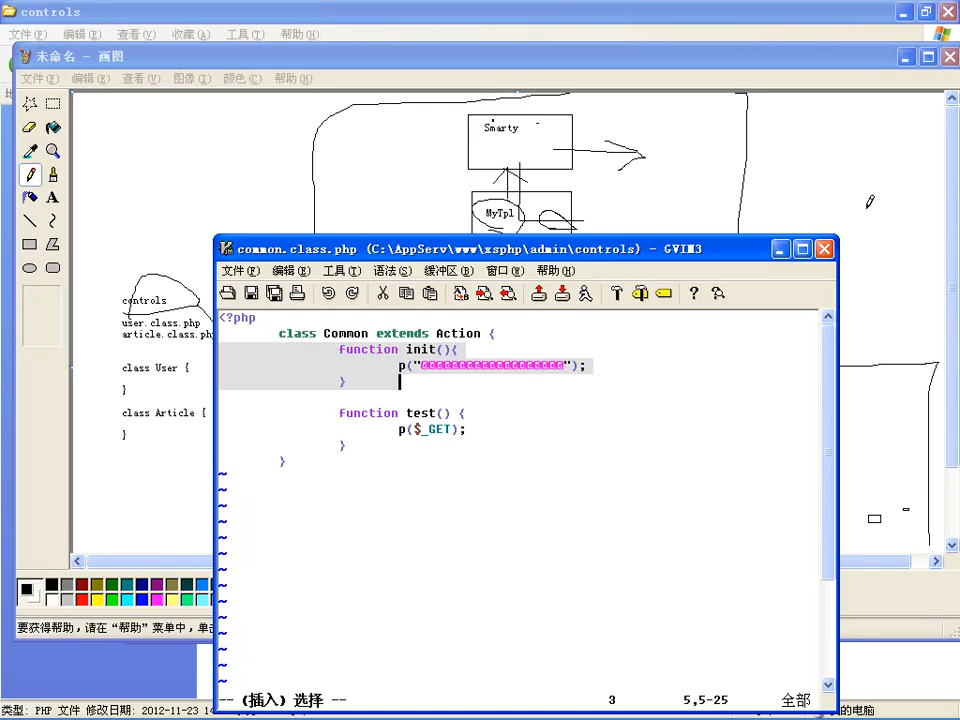 controls
文件(F) 编辑(E) 查看(V) 收藏(A) 工具(T) 帮助(H)
未命名 - 画图
文件(F) 编辑(E) 查看(V) 图像(I) 颜色(C) 帮助(H)
Smarty
MyTpl
controls
user.class.php
article.class.ph
class User {
}
class Article {
}
common.class.php (C:\AppServ\www\xsphp\admin\controls) - GVIM3
文件(F) 编辑(E) 工具(T) 语法(S) 缓冲区(B) 窗口(W) 帮助(H)
<?php
class Common extends Action {
function init(){
p("@@@@@@@@@@@@@@@@@@@");
}
function test() {
p($_GET);
}
}
~
~
~
~
~
~
~
~
~
~
~
~
~
~
-- (插入) 选择 -- 3 5,5-25 全部
要获得帮助，请在“帮助”菜单中，单击
类型: PHP 文件 修改日期: 2012-11-23 14
的电脑